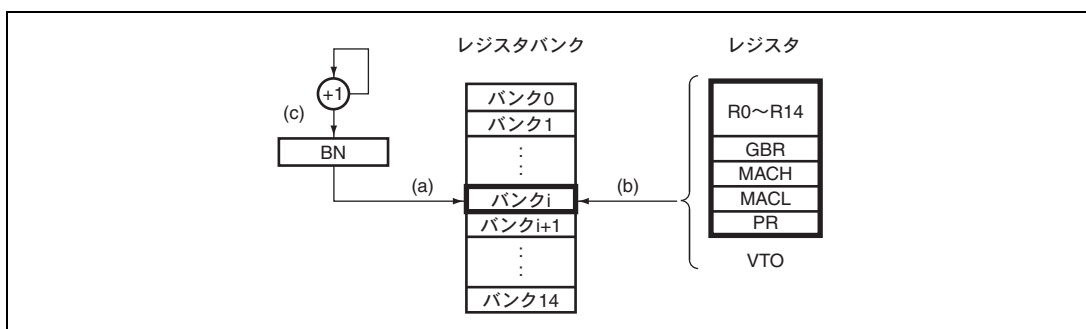 レジスタバンク
レジスタ
+1
(c)
BN
(a)
バンク0
バンク1
⋮
バンクi
バンクi+1
⋮
バンク14
(b)
R0～R14
GBR
MACH
MACL
PR
VTO